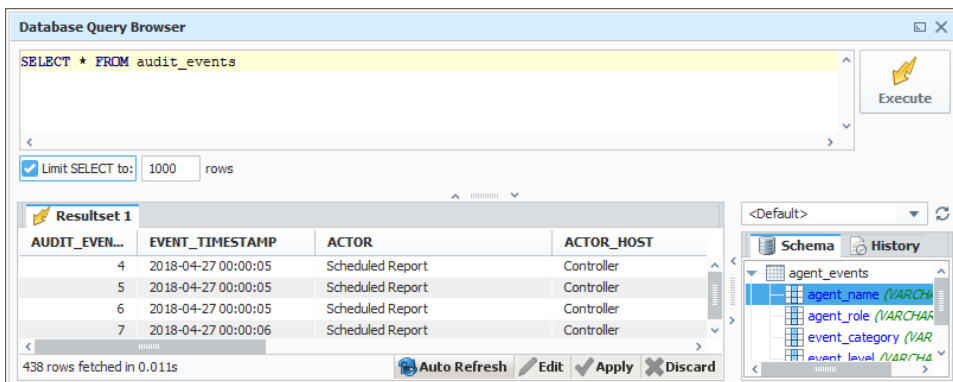 Database Query Browser
SELECT * FROM audit_events
Execute
Limit SELECT to: 1000 rows
Resultset 1
AUDIT_EVEN... EVENT_TIMESTAMP ACTOR ACTOR_HOST
4 2018-04-27 00:00:05 Scheduled Report Controller
5 2018-04-27 00:00:05 Scheduled Report Controller
6 2018-04-27 00:00:05 Scheduled Report Controller
7 2018-04-27 00:00:06 Scheduled Report Controller
438 rows fetched in 0.011s Auto Refresh Edit Apply Discard
<Default>
Schema History
agent_events
agent_name (VARCHA
agent_role (VARCHAR
event_category (VAR
event_level (VARCHA